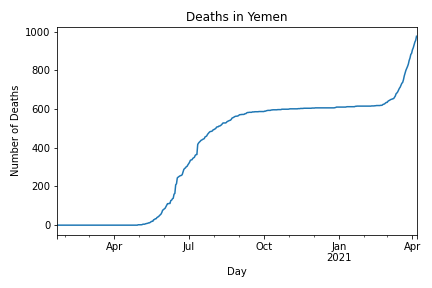 Deaths in Yemen
Number of Deaths
1000
800
600
400
200
0
Apr
Jul
Oct
Jan
2021
Apr
Day